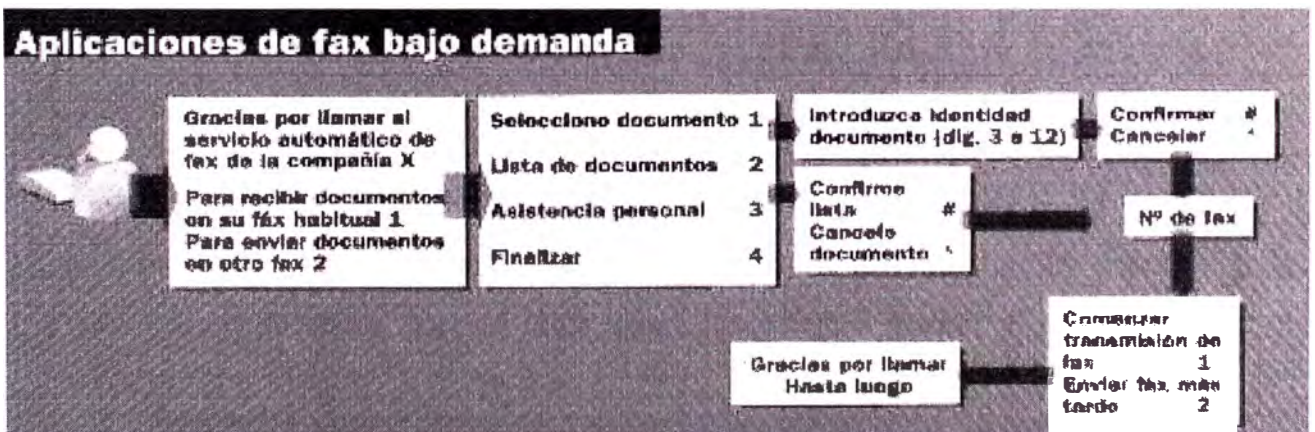 Aplicaciones de fax bajo demanda
Gracias por llamar al
servicio automático de
fax de la compañía X
Para recibir documentos
en su fax habitual 1
Para enviar documentos
en otro fax 2
Seleccione documento 1
Lista de documentos 2
Asistencia personal 3
Finalizar 4
Introduzca identidad
documento (dig. 3 a 12)
Confirmar #
Cancelar *
Confirme
lista #
Cancele
documento *
Nº de fax
Comenzar
transmisión de
fax 1
Enviar fax más
tarde 2
Gracias por llamar
Hasta luego